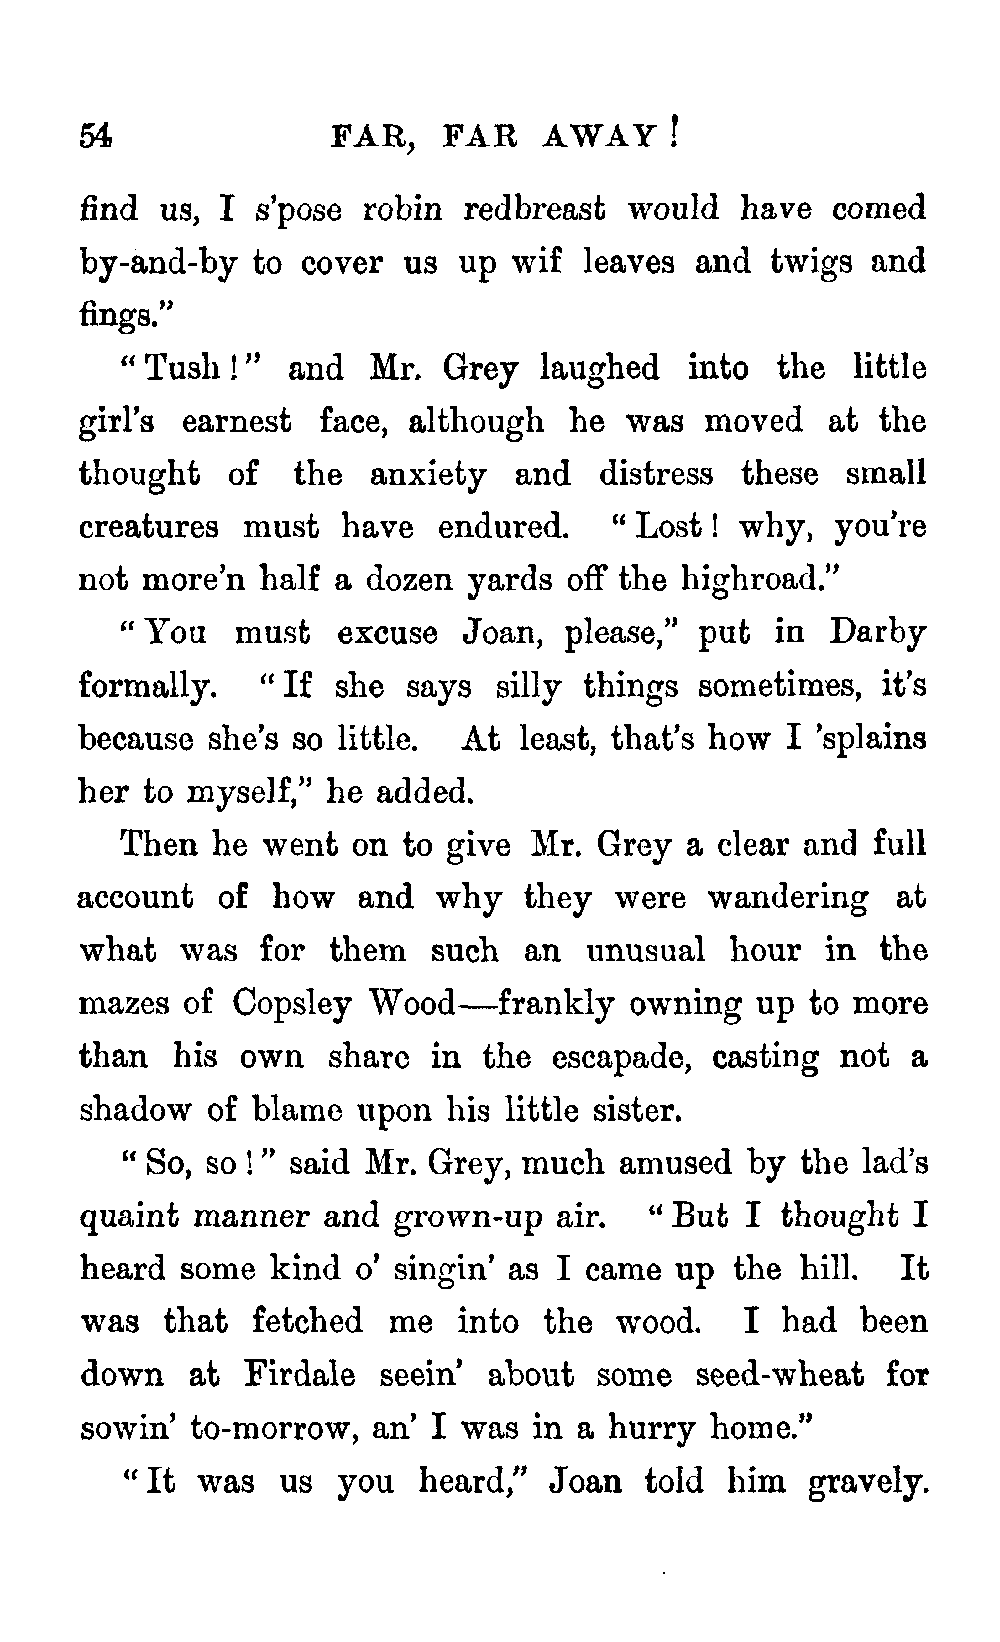 54 FAR, FAR AWAY!
find us, I s'pose robin redbreast would have comed
by-and-by to cover us up wif leaves and twigs and
fings."
"Tush!" and Mr. Grey laughed into the little
girl's earnest face, although he was moved at the
thought of the anxiety and distress these small
creatures must have endured. "Lost! why, you're
not more'n half a dozen yards off the highroad."
"You must excuse Joan, please," put in Darby
formally. "If she says silly things sometimes, it's
because she's so little. At least, that's how I 'splains
her to myself," he added.
Then he went on to give Mr. Grey a clear and full
account of how and why they were wandering at
what was for them such an unusual hour in the
mazes of Copsley Wood—frankly owning up to more
than his own share in the escapade, casting not a
shadow of blame upon his little sister.
"So, so!" said Mr. Grey, much amused by the lad's
quaint manner and grown-up air. "But I thought I
heard some kind o' singin' as I came up the hill. It
was that fetched me into the wood. I had been
down at Firdale seein' about some seed-wheat for
sowin' to-morrow, an' I was in a hurry home."
"It was us you heard," Joan told him gravely.